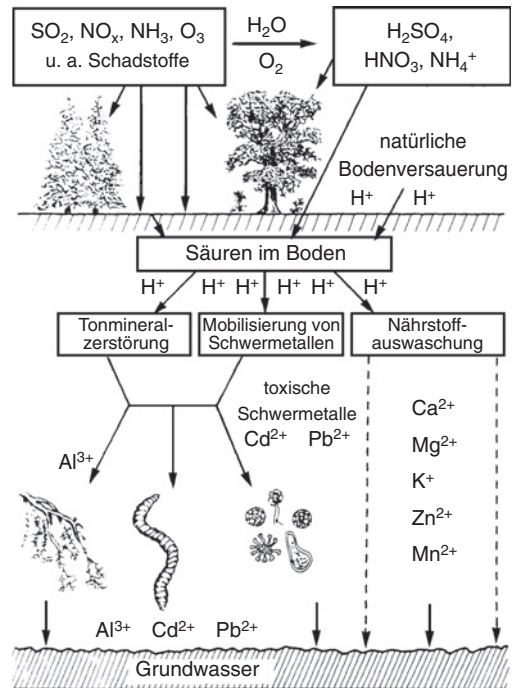 SO₂, NOₓ, NH₃, O₃
u. a. Schadstoffe
H₂O
O₂
H₂SO₄,
HNO₃, NH₄⁺
natürliche
Bodenversauerung
H⁺ H⁺
Säuren im Boden
H⁺ H⁺ H⁺ H⁺ H⁺ H⁺
Tonmineral-
zerstörung
Mobilisierung von
Schwermetallen
Nährstoff-
auswaschung
toxische
Schwermetalle
Cd²⁺ Pb²⁺
Al³⁺
Ca²⁺
Mg²⁺
K⁺
Zn²⁺
Mn²⁺
Al³⁺ Cd²⁺ Pb²⁺
Grundwasser